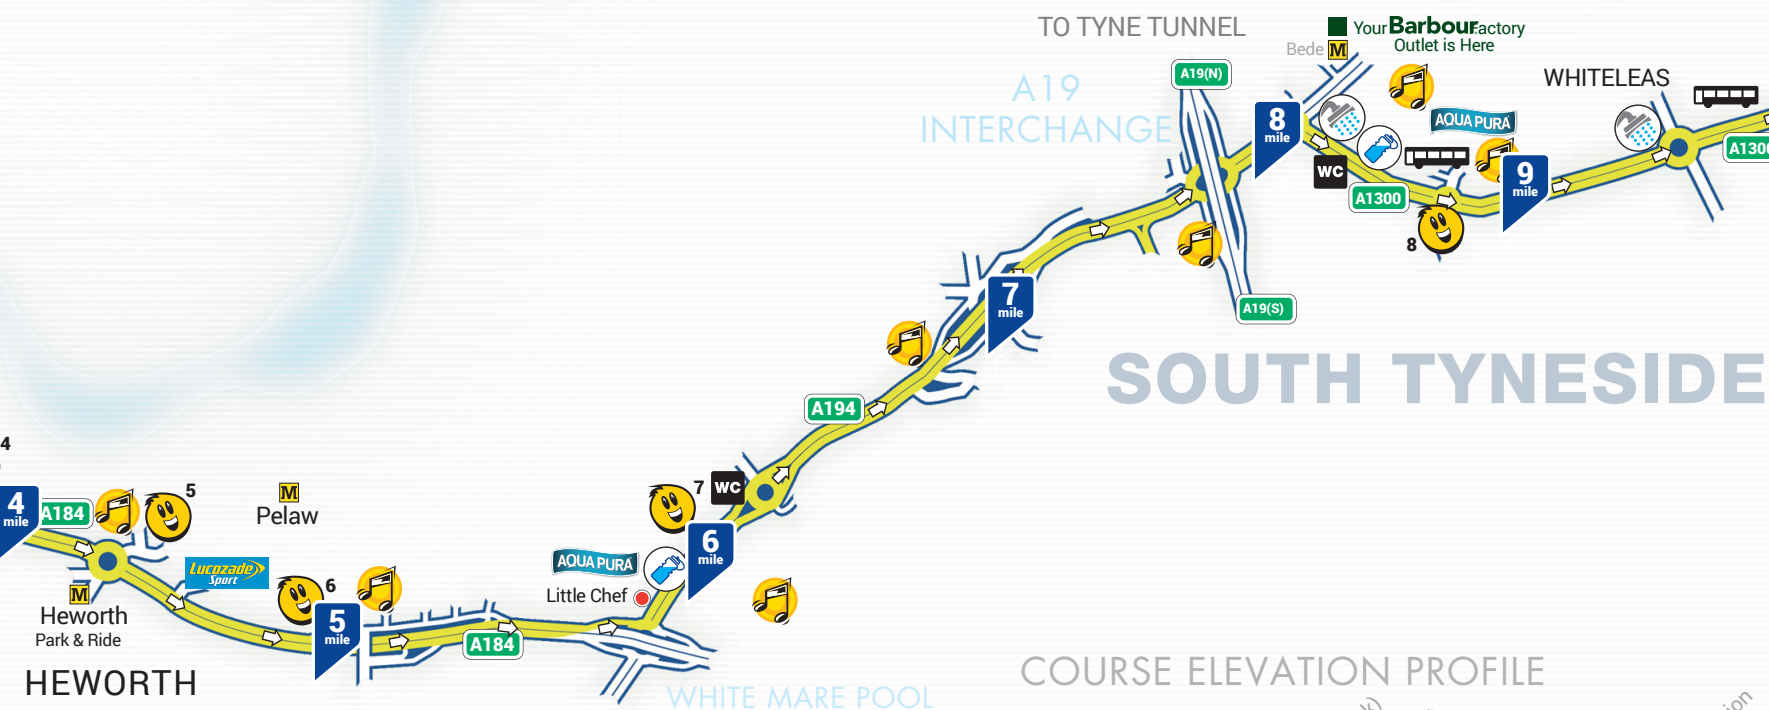 TO TYNE TUNNEL
Your Barbour Factory
Outlet is Here
Bede M
A19(N)
WHITELEAS
A19
INTERCHANGE
8
mile
AQUA PURA
A1300
WC
A1300
9
mile
8
A19(S)
7
mile
SOUTH TYNESIDE
A194
4
4
mile
A184
5
M
Pelaw
7
WC
6
mile
AQUA PURA
Little Chef
Lucozade
Sport
6
5
mile
A184
M
Heworth
Park & Ride
HEWORTH
WHITE MARE POOL
COURSE ELEVATION PROFILE